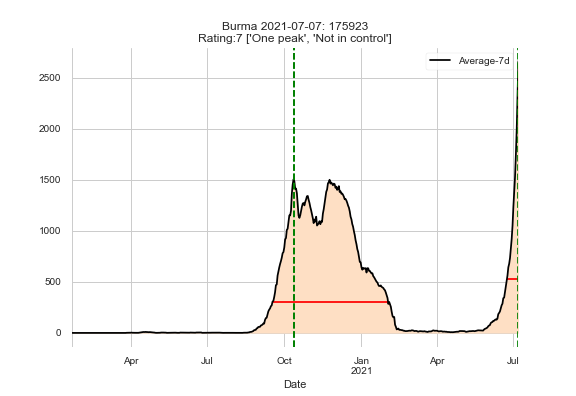 Burma 2021-07-07: 175923
Rating:7 ['One peak', 'Not in control']
Average-7d
2500
2000
1500
1000
500
0
Apr Jul Oct Jan Apr Jul
2021
Date